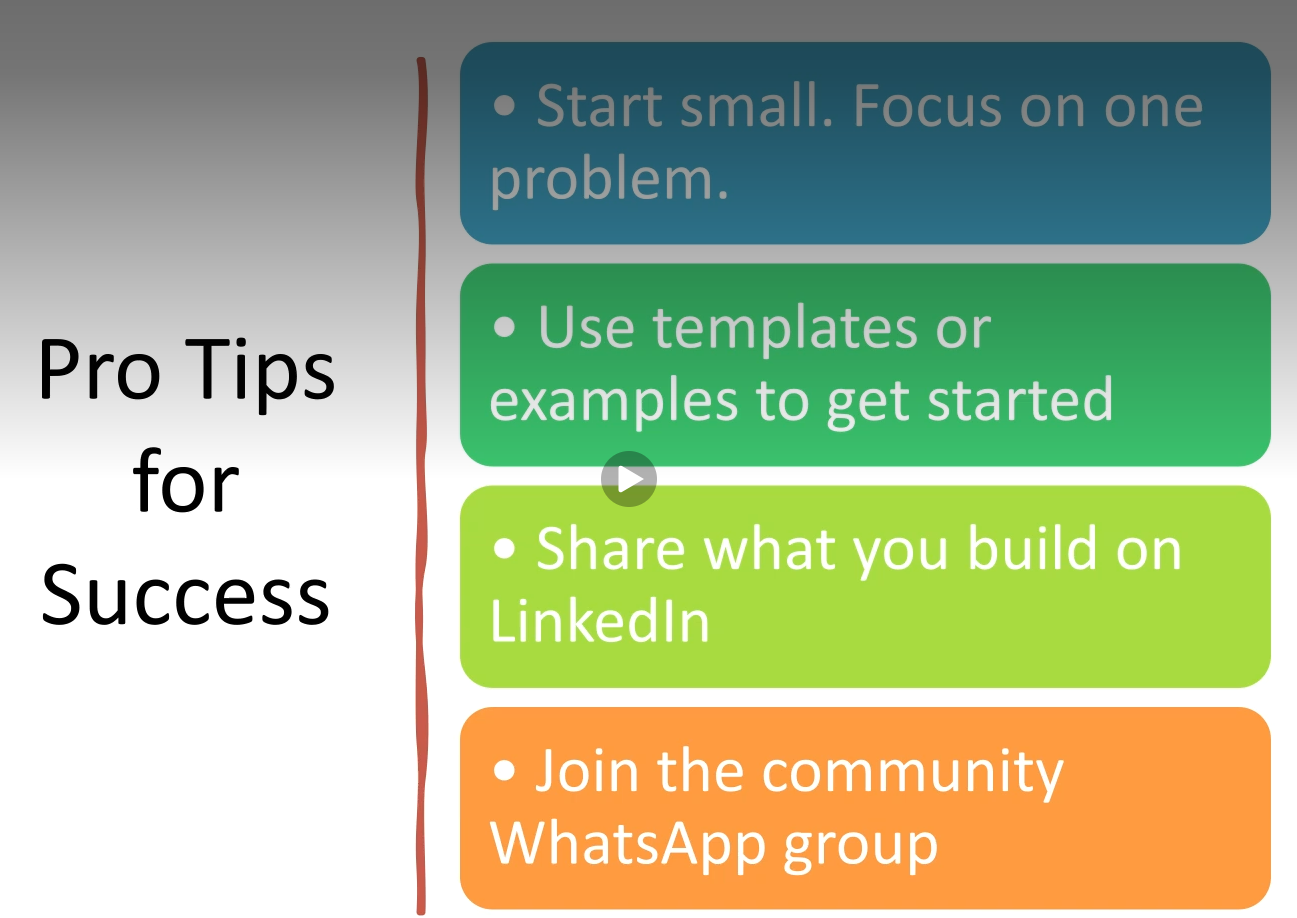 Pro Tips
for
Success
• Start small. Focus on one
problem.
• Use templates or
examples to get started
• Share what you build on
LinkedIn
• Join the community
WhatsApp group